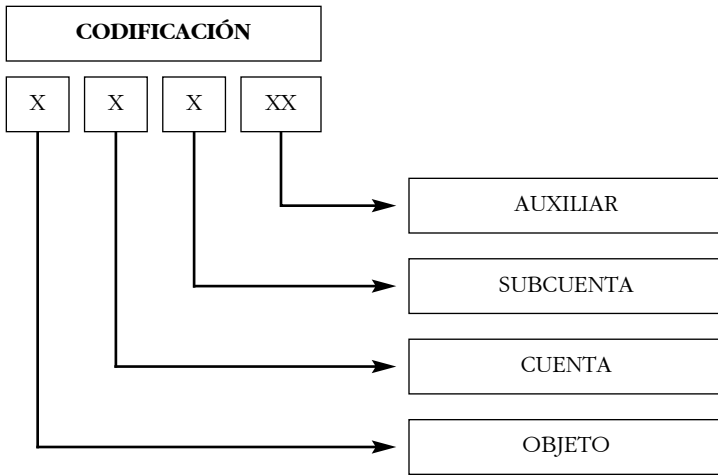 CODIFICACIÓN
X X X XX
AUXILIAR
SUBCUENTA
CUENTA
OBJETO